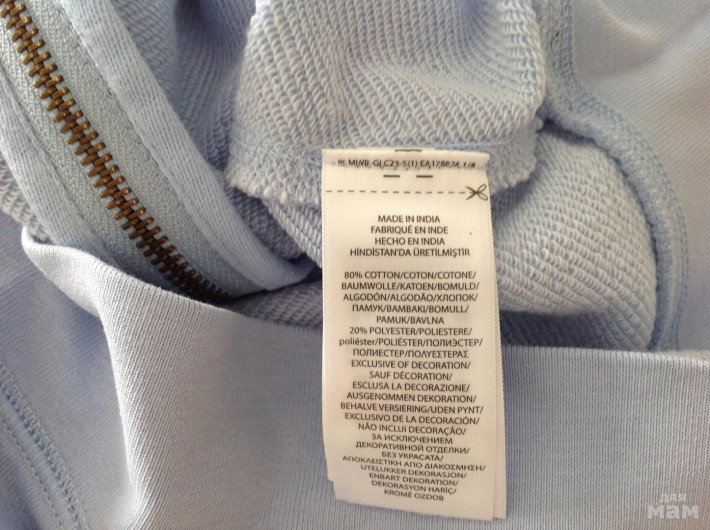 MADE IN INDIA
FABRIQUÉ EN INDE
HECHO EN INDIA
HİNDİSTAN'DA ÜRETİLMİŞTİR
80% COTTON/COTON/COTONE/
BAUMWOLLE/KATOEN/BOMULD/
ALGODÓN/ALGODÃO/ХЛОПОК/
ПАМУК/ΒΑΜΒΑΚΙ/BOMULL/
PAMUK/BAVLNA
20% POLYESTER/POLIESTERE/
poliéster/POLIÉSTER/ПОЛИЭСТЕР/
ПОЛИЕСТЕР/ΠΟΛΥΕΣΤΕΡΑΣ
EXCLUSIVE OF DECORATION/
SAUF DÉCORATION/
ESCLUSA LA DECORAZIONE/
AUSGENOMMEN DEKORATION/
BEHALVE VERSIERING/UDEN PYNT/
EXCLUSIVO DE LA DECORACIÓN/
NÃO INCLUI DECORAÇÃO/
ЗА ИСКЛЮЧЕНИЕМ
ДЕКОРАТИВНОЙ ОТДЕЛКИ/
БЕЗ УКРАСАТА/
ΑΠΟΚΛΕΙΣΤΙΚΗ ΑΠΟ ΔΙΑΚΟΣΜΗΣΗ/
UTELUKKER DEKORASJON/
ENBART DEKORATION/
DEKORASYON HARİÇ/
KROMĚ OZDOB
для
мам